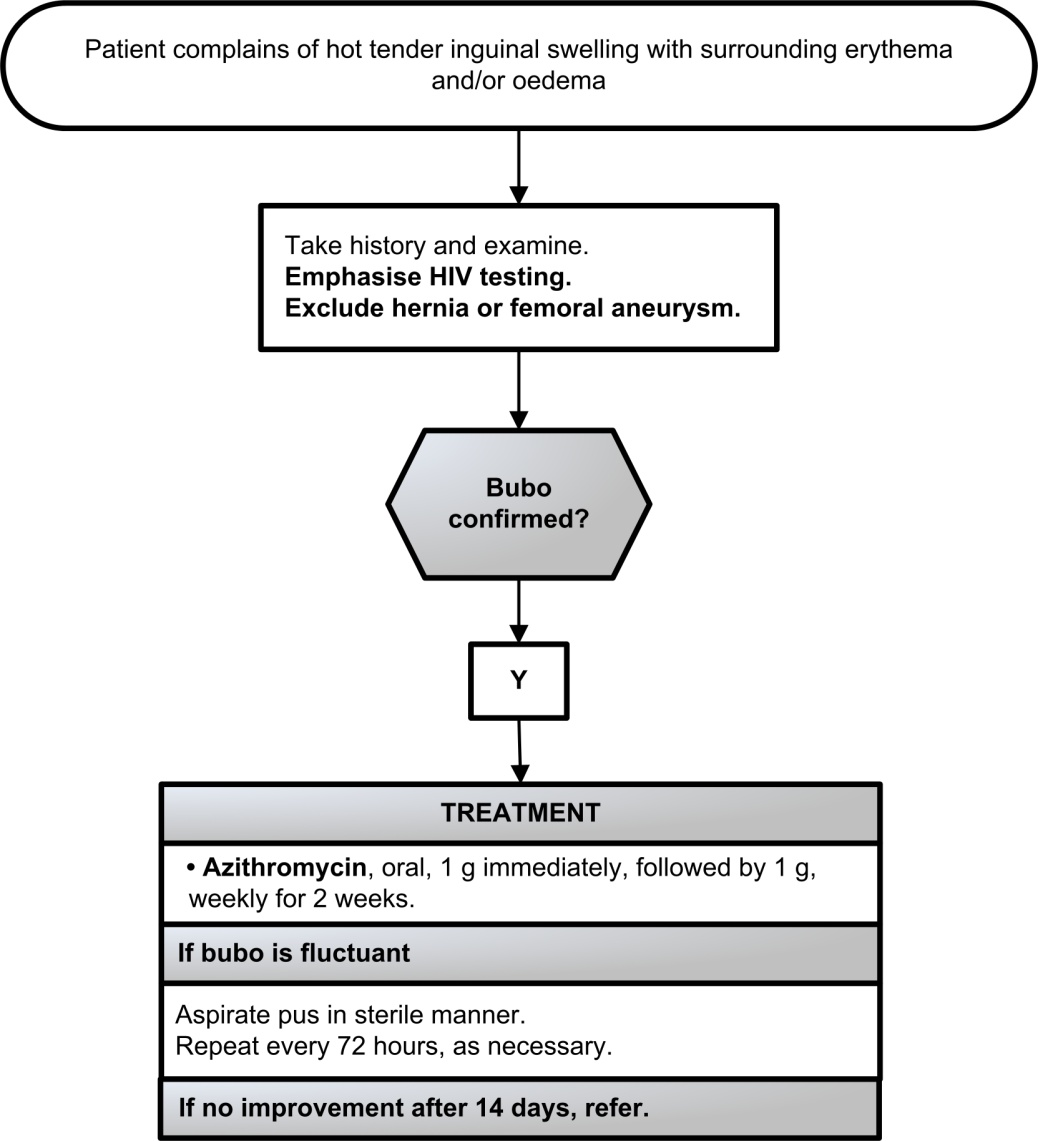 Patient complains of hot tender inguinal swelling with surrounding erythema
and/or oedema
Take history and examine.
Emphasise HIV testing.
Exclude hernia or femoral aneurysm.
Bubo
confirmed?
Y
TREATMENT
• Azithromycin, oral, 1 g immediately, followed by 1 g,
weekly for 2 weeks.
If bubo is fluctuant
Aspirate pus in sterile manner.
Repeat every 72 hours, as necessary.
If no improvement after 14 days, refer.